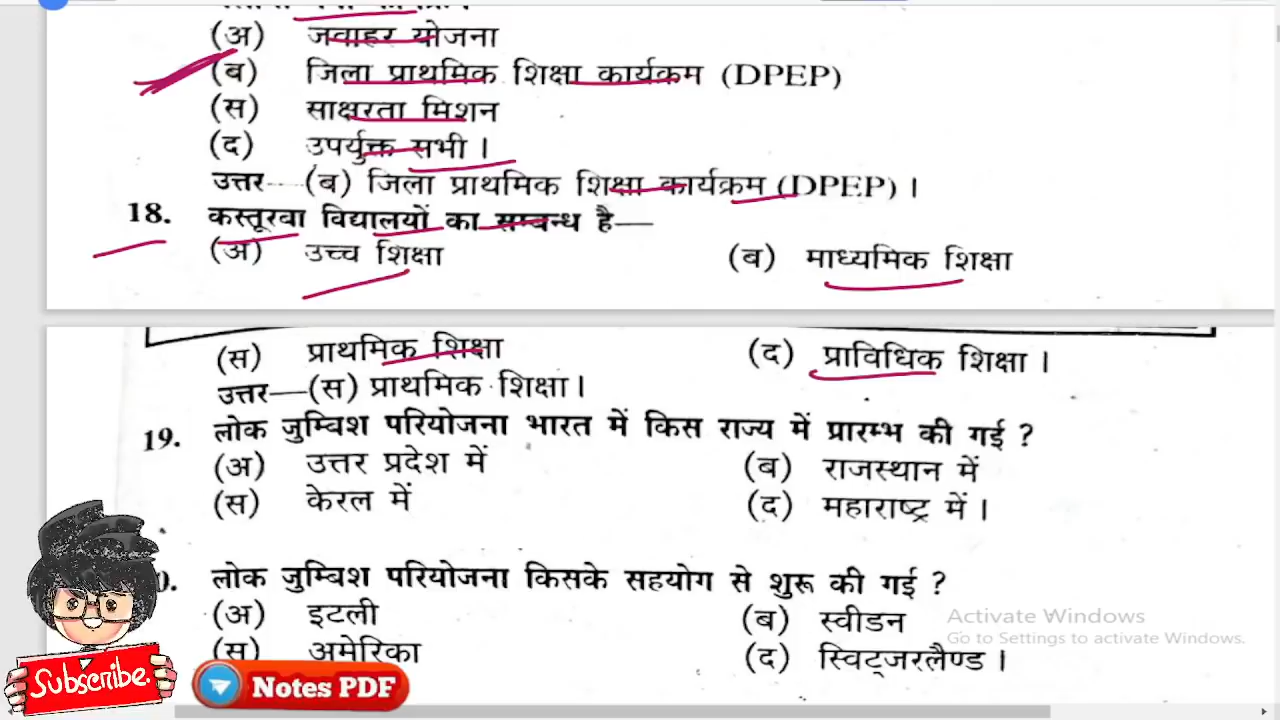 (अ) जवाहर योजना
(ब) जिला प्राथमिक शिक्षा कार्यक्रम (DPEP)
(स) साक्षरता मिशन
(द) उपर्युक्त सभी ।
उत्तर (ब) जिला प्राथमिक शिक्षा कार्यक्रम (DPEP) ।
18. कस्तूरबा विद्यालयों का सम्बन्ध है—
(अ) उच्च शिक्षा (ब) माध्यमिक शिक्षा
(स) प्राथमिक शिक्षा (द) प्राविधिक शिक्षा ।
उत्तर—(स) प्राथमिक शिक्षा ।
19. लोक जुम्बिश परियोजना भारत में किस राज्य में प्रारम्भ की गई ?
(अ) उत्तर प्रदेश में (ब) राजस्थान में
(स) केरल में (द) महाराष्ट्र में ।
लोक जुम्बिश परियोजना किसके सहयोग से शुरू की गई ?
(अ) इटली (ब) स्वीडन
(स) अमेरिका (द) स्विट्जरलैण्ड ।
Activate Windows
Go to Settings to activate Windows.
Subscribe.
Notes PDF